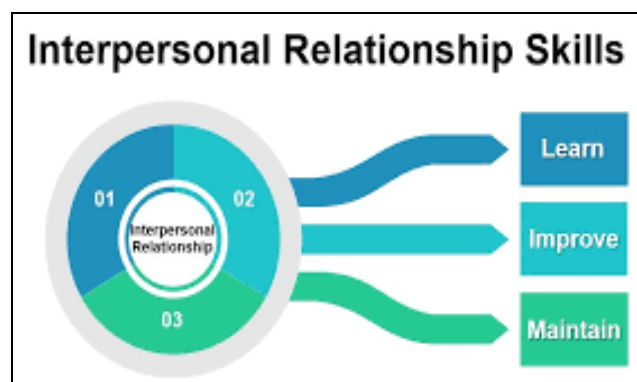 Interpersonal Relationship Skills
01
02
Interpersonal
Relationship
03
Learn
Improve
Maintain